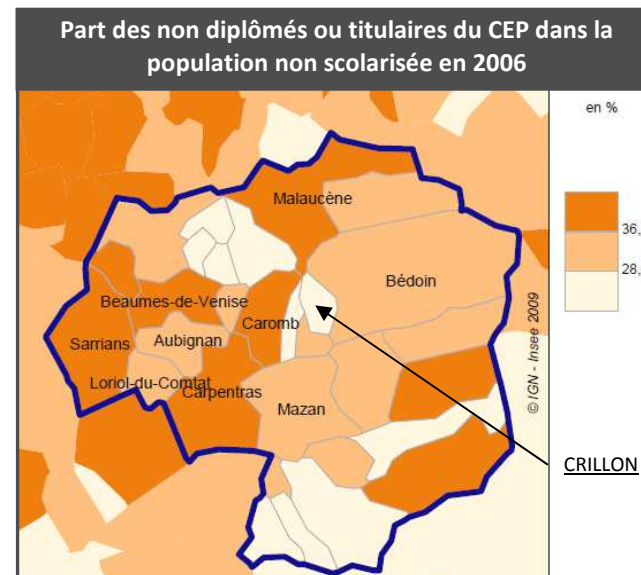 Part des non diplômés ou titulaires du CEP dans la
population non scolarisée en 2006
en %
36,
28,
Malaucène
Bédoin
Beaumes-de-Venise
Caromb
Sarrians
Aubignan
Loriol-du-Comtat
Carpentras
Mazan
© IGN - Insee 2009
CRILLON